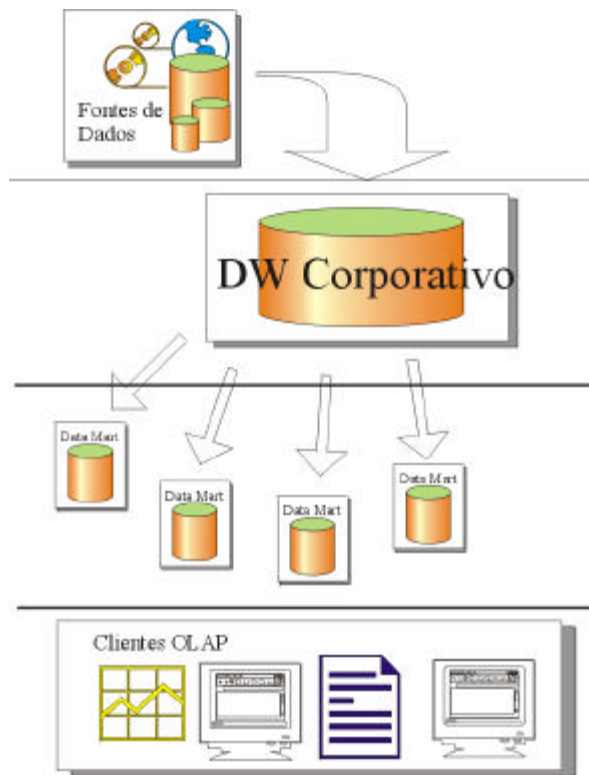 Fontes de
Dados
DW Corporativo
Data Mart
Data Mart
Data Mart
Data Mart
Clientes OLAP